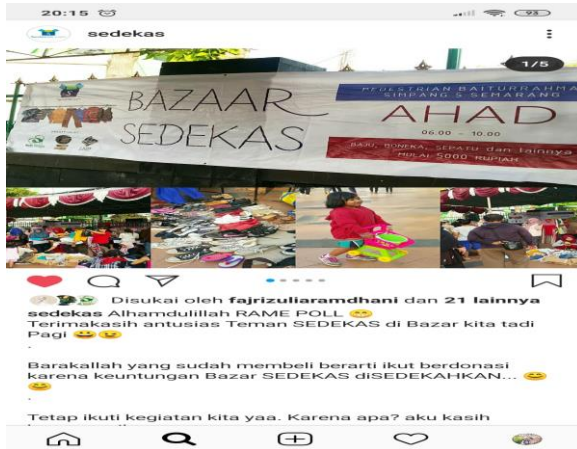 20:15
93
sedekas
1/5
BAZAAR
SEDEKAS
PEDESTRIAN BAITURRAHMA
SIMPANG 5 SEMARANG
AHAD
06.00 - 10.00
BAJU, BONEKA, SEPATU dan lainnya
MULAI 5000 RUPIAH
Disukai oleh fajrizuliaramdhani dan 21 lainnya
sedekas Alhamdulillah RAME POLL
Terimakasih antusias Teman SEDEKAS di Bazar kita tadi
Pagi
.
Barakallah yang sudah membeli berarti ikut berdonasi
karena keuntungan Bazar SEDEKAS diSEDEKAHKAN...
.
Tetap ikuti kegiatan kita yaa. Karena apa? aku kasih